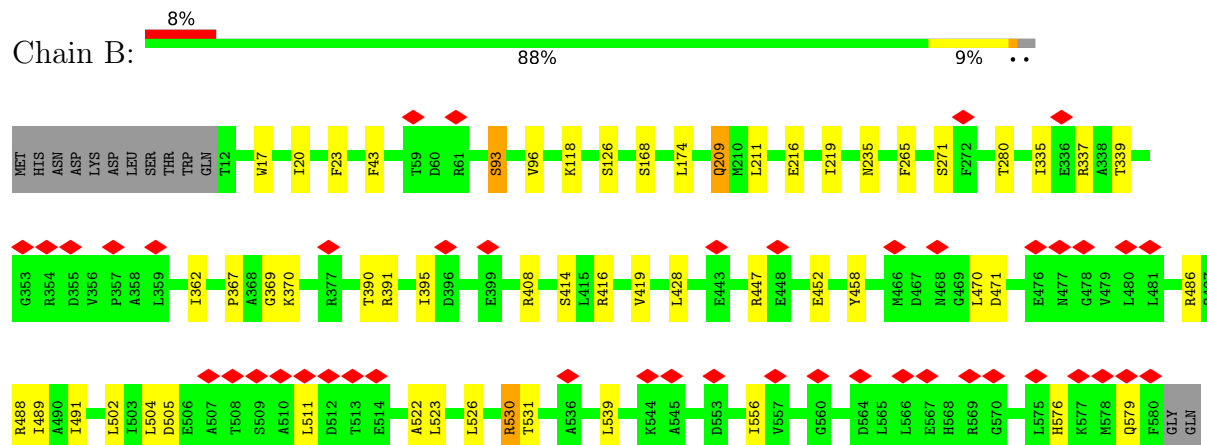 8%
Chain B:
88% 9% • •
MET HIS ASN ASP LYS ASP LEU SER THR TRP GLN T12 W17 I20 F23 F43 T59 D60 R61 S93 V96 K118 S126 S168 L174 Q209 M210 L211 E216 I219 N235 F265 S271 F272 T280 I335 E336 R337 A338 T339
G353 R354 D355 V356 P357 A358 L359 I362 P367 A368 G369 K370 R377 T390 R391 I395 D396 E399 R408 S414 L415 R416 V419 L428 E443 R447 E448 E452 Y458 M466 D467 N468 G469 L470 D471 E476 N477 G478 V479 L480 L481 R486
R488 I489 A490 I491 L502 I503 L504 D505 E506 A507 T508 S509 A510 L511 D512 T513 E514 A522 L523 L526 R530 T531 A536 L539 K544 A545 D553 I556 V557 G560 D564 L565 L566 E567 H568 R569 G570 L575 H576 K577 M578 Q579 F580 GLY GLN